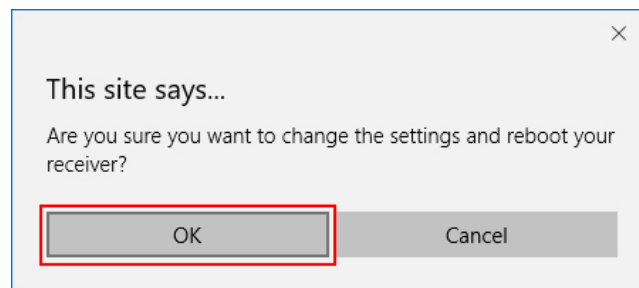 This site says...
Are you sure you want to change the settings and reboot your
receiver?
OK
Cancel